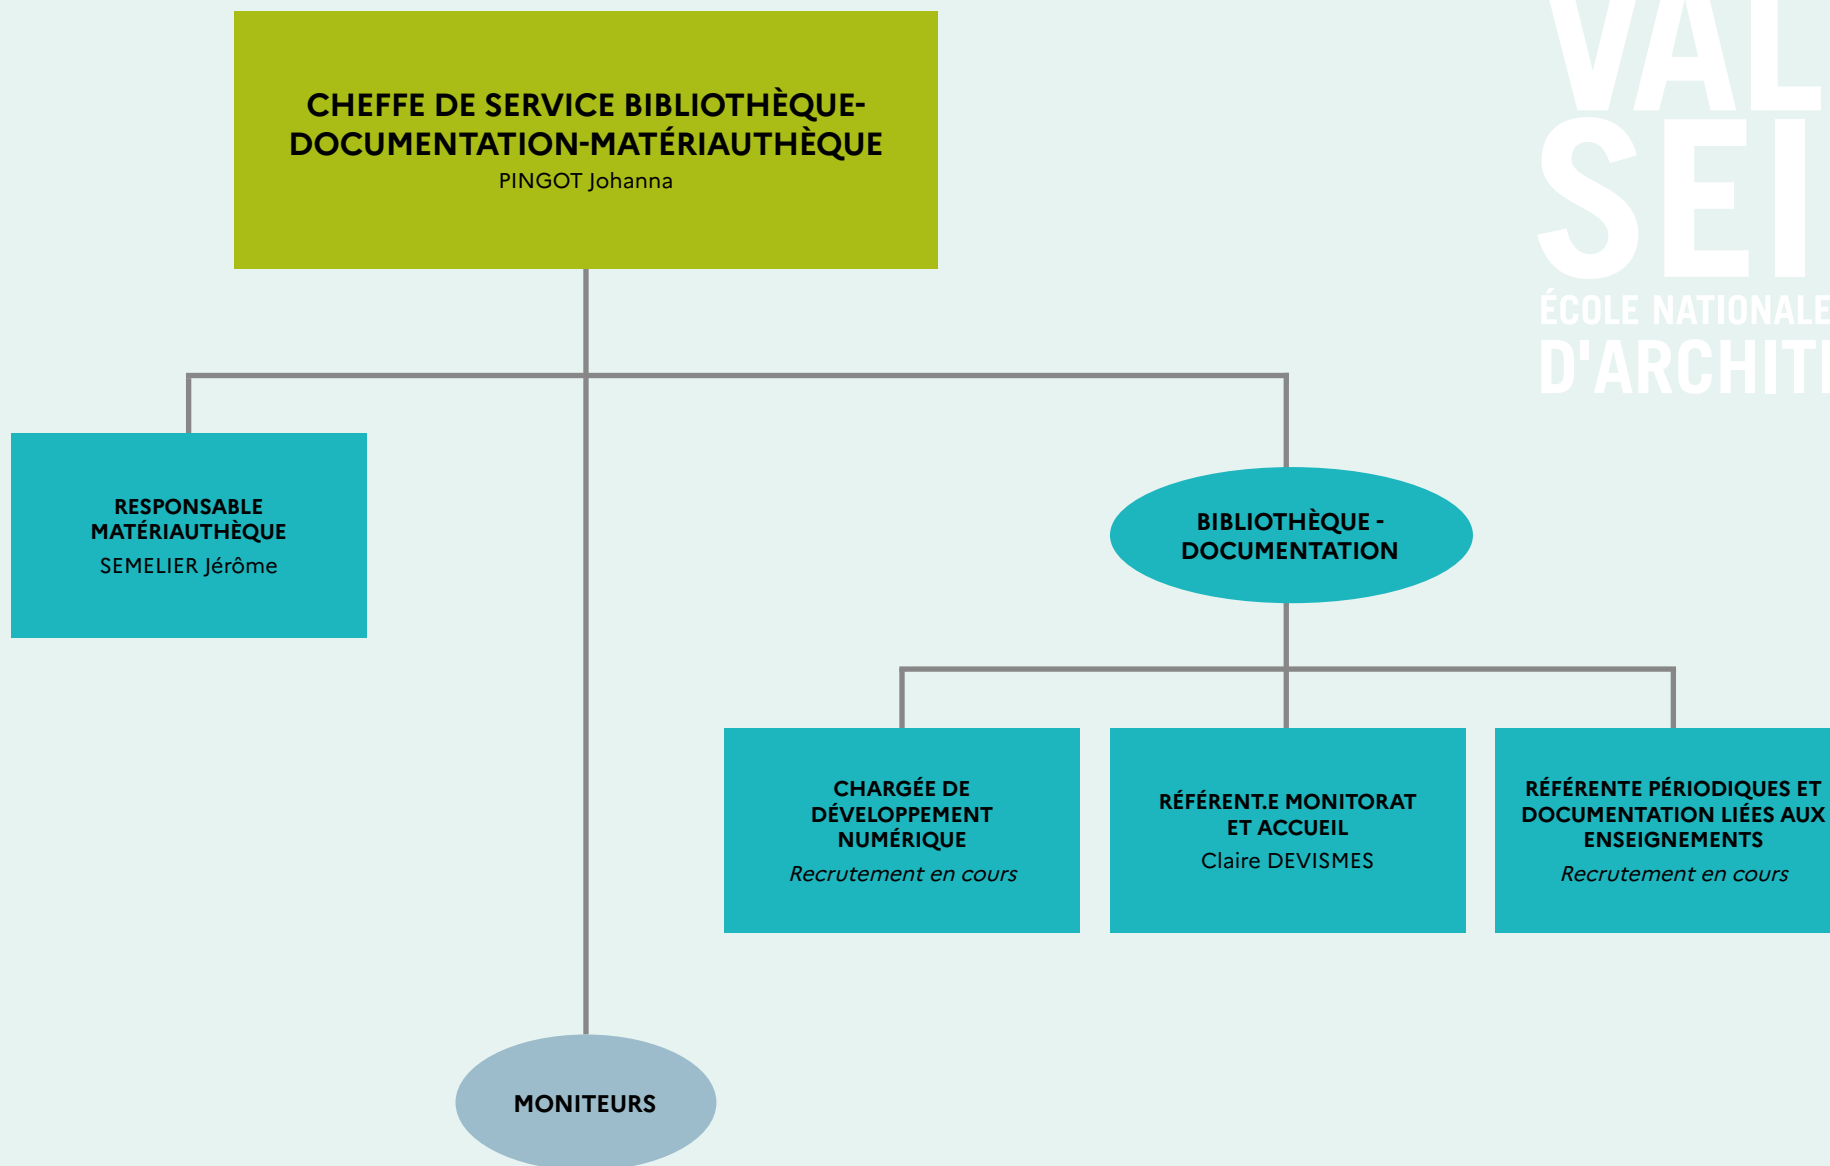 VAL
SEI
ÉCOLE NATIONALE
D'ARCHIT
CHEFFE DE SERVICE BIBLIOTHÈQUE-
DOCUMENTATION-MATÉRIAUTHÈQUE
PINGOT Johanna
RESPONSABLE
MATÉRIAUTHÈQUE
SEMELIER Jérôme
BIBLIOTHÈQUE -
DOCUMENTATION
CHARGÉE DE
DÉVELOPPEMENT
NUMÉRIQUE
Recrutement en cours
RÉFÉRENT.E MONITORAT
ET ACCUEIL
Claire DEVISMES
RÉFÉRENTE PÉRIODIQUES ET
DOCUMENTATION LIÉES AUX
ENSEIGNEMENTS
Recrutement en cours
MONITEURS